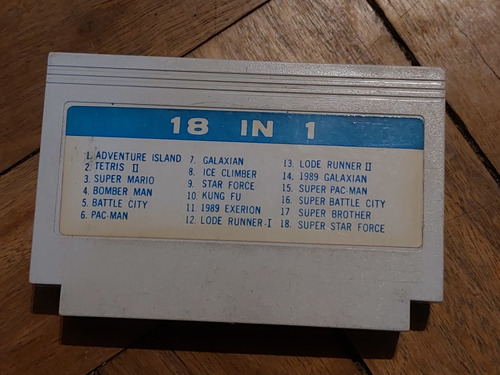 18 IN 1
1. ADVENTURE ISLAND
2. TETRIS II
3. SUPER MARIO
4. BOMBER MAN
5. BATTLE CITY
6. PAC-MAN
7. GALAXIAN
8. ICE CLIMBER
9. STAR FORCE
10. KUNG FU
11. 1989 EXERION
12. LODE RUNNER-I
13. LODE RUNNER II
14. 1989 GALAXIAN
15. SUPER PAC-MAN
16. SUPER BATTLE CITY
17 SUPER BROTHER
18. SUPER STAR FORCE